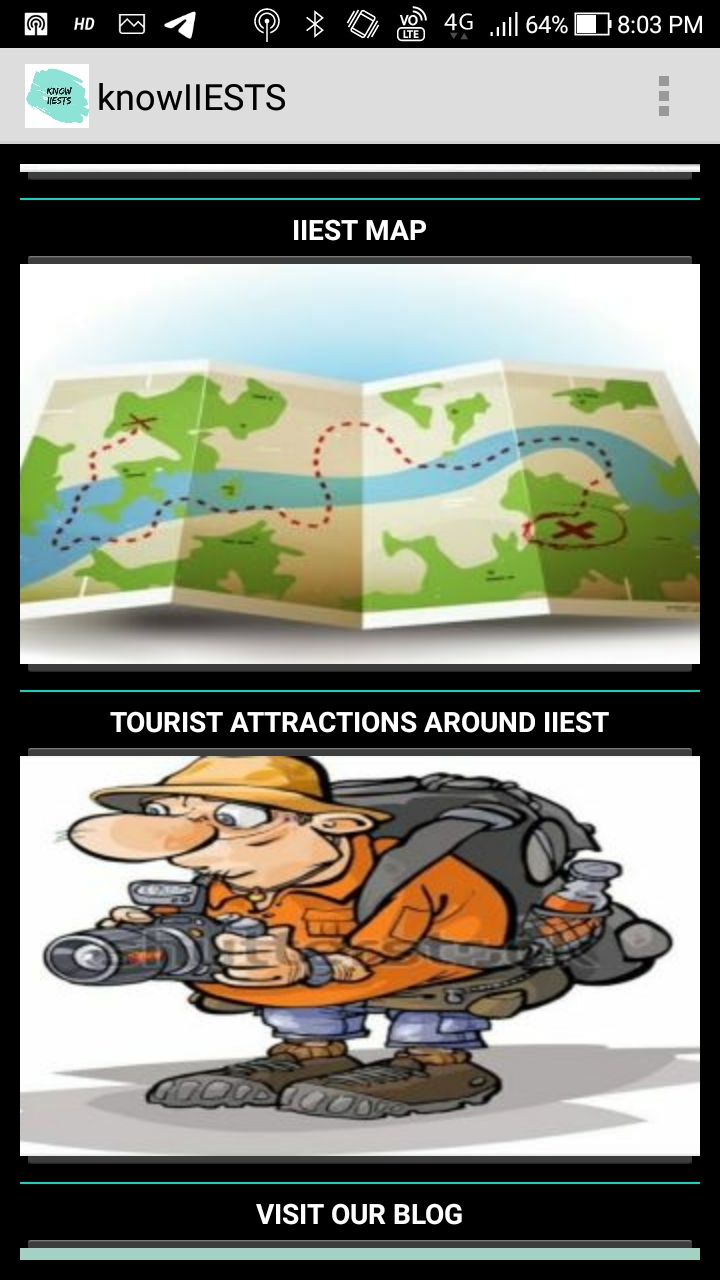 HD VO LTE 4G 64% 8:03 PM
KNOW
IIESTS
knowIIESTS
IIEST MAP
TOURIST ATTRACTIONS AROUND IIEST
shutterstock
VISIT OUR BLOG